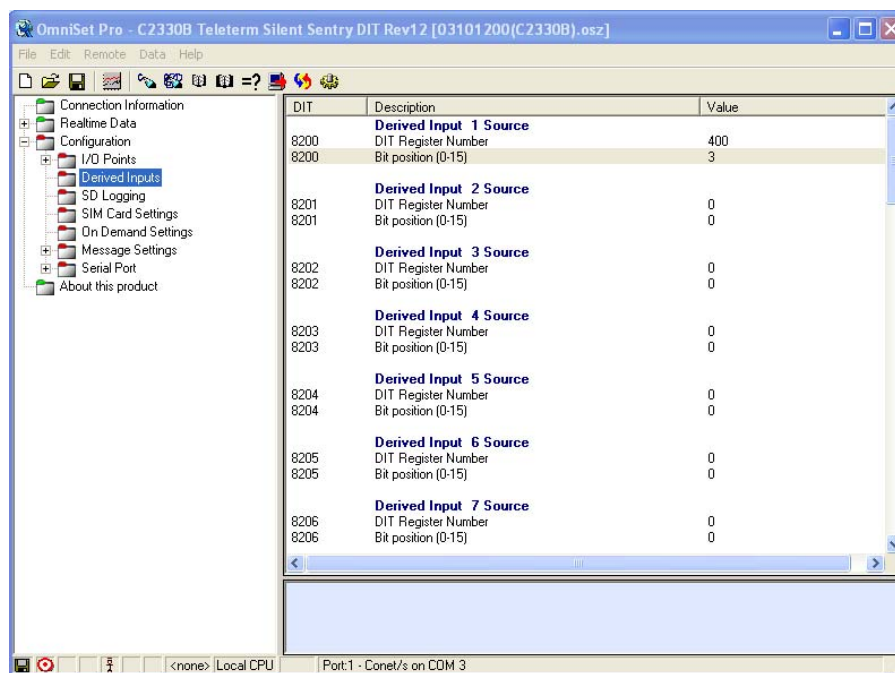 OmniSet Pro - C2330B Teleterm Silent Sentry DIT Rev12 [03101200(C2330B).osz]
File Edit Remote Data Help
=?
Connection Information
Realtime Data
Configuration
I/O Points
Derived Inputs
SD Logging
SIM Card Settings
On Demand Settings
Message Settings
Serial Port
About this product
DIT Description Value
Derived Input 1 Source
8200 DIT Register Number 400
8200 Bit position (0-15) 3
Derived Input 2 Source
8201 DIT Register Number 0
8201 Bit position (0-15) 0
Derived Input 3 Source
8202 DIT Register Number 0
8202 Bit position (0-15) 0
Derived Input 4 Source
8203 DIT Register Number 0
8203 Bit position (0-15) 0
Derived Input 5 Source
8204 DIT Register Number 0
8204 Bit position (0-15) 0
Derived Input 6 Source
8205 DIT Register Number 0
8205 Bit position (0-15) 0
Derived Input 7 Source
8206 DIT Register Number 0
8206 Bit position (0-15) 0
<none> Local CPU Port:1 - Conet/s on COM 3